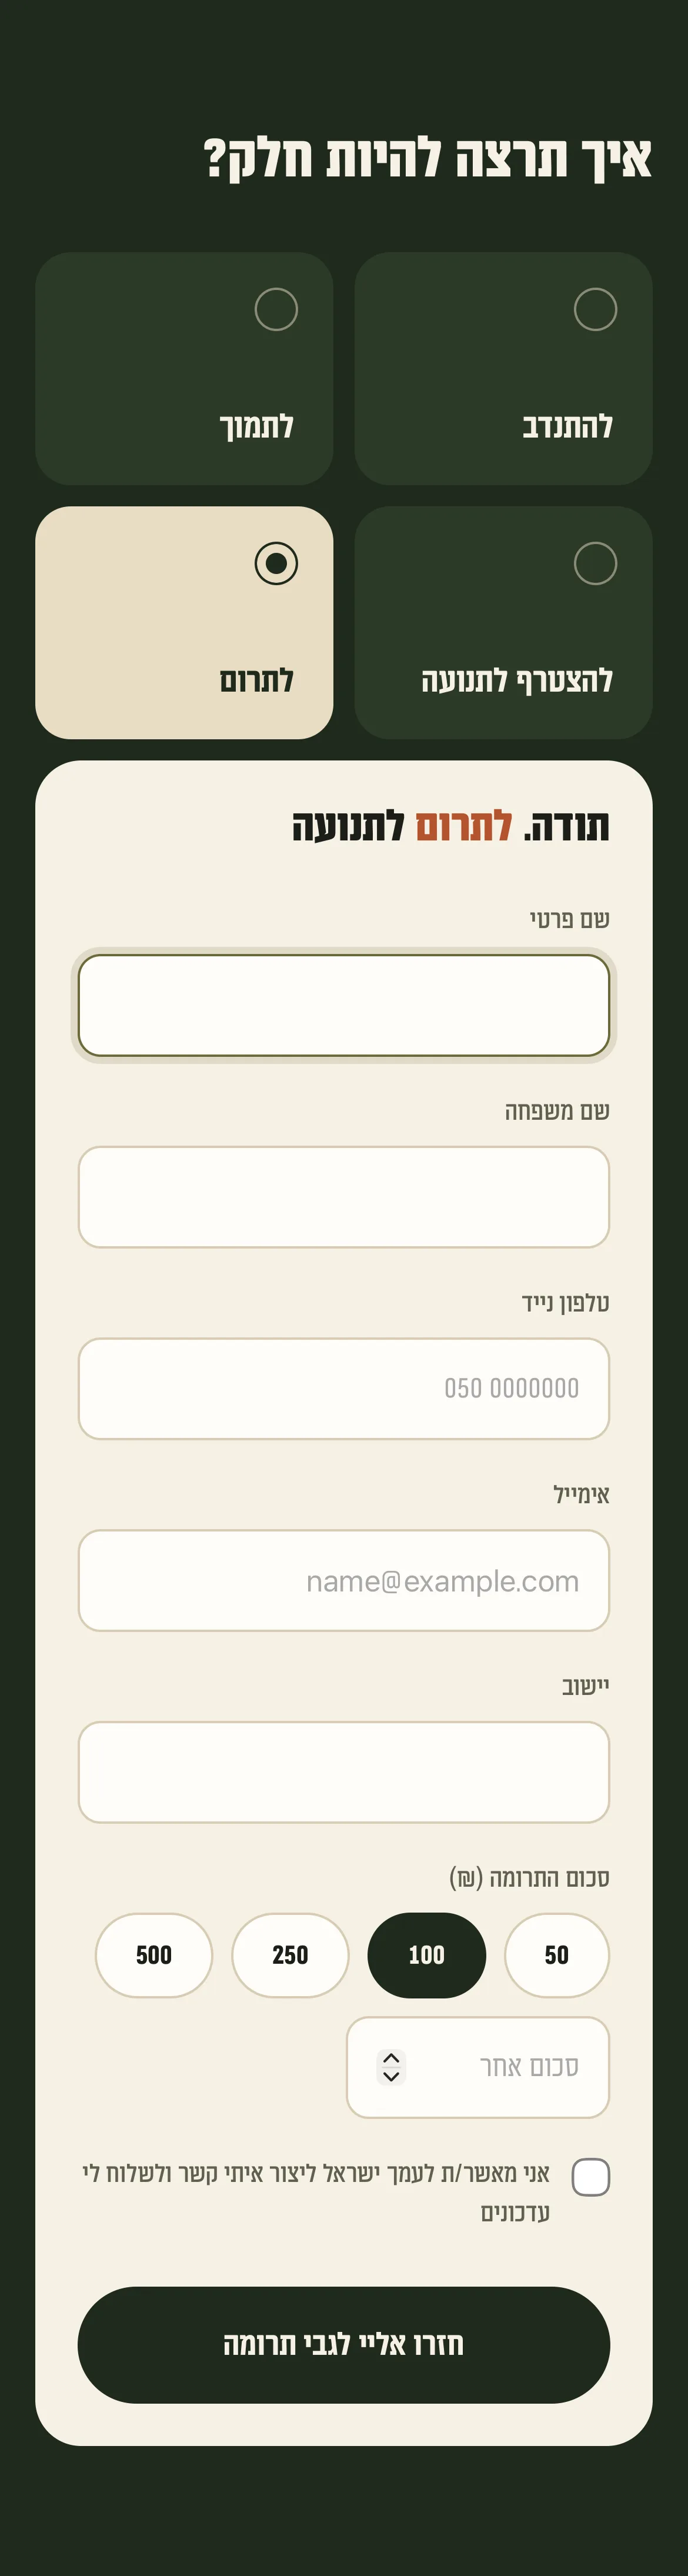 איך תרצה להיות חלק?
להתנדב
לתמוך
להצטרף לתנועה
לתרום
תודה. לתרום לתנועה
שם פרטי
שם משפחה
טלפון נייד
050 0000000
אימייל
name@example.com
יישוב
סכום התרומה (₪)
50 100 250 500
סכום אחר
אני מאשר/ת לעמך ישראל ליצור איתי קשר ולשלוח לי
עדכונים
חזרו אליי לגבי תרומה